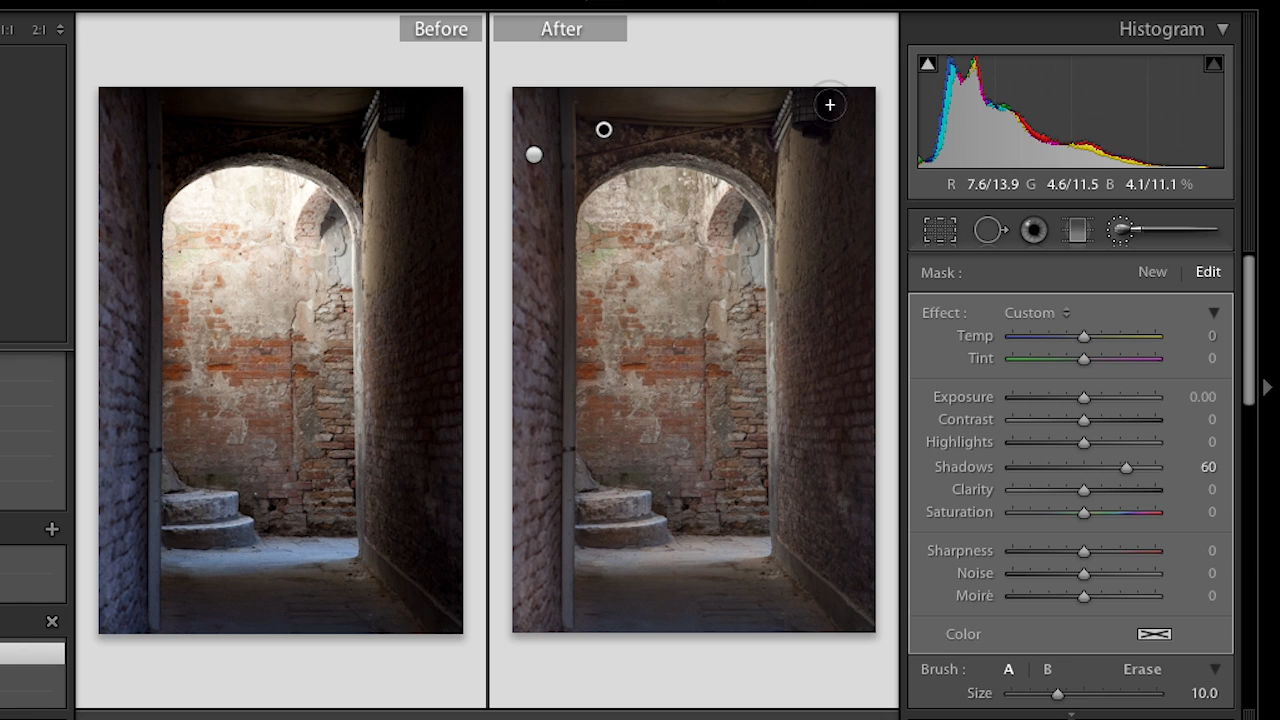 1:1 2:1
Before
After
Histogram
R 7.6/13.9 G 4.6/11.5 B 4.1/11.1 %
Mask : New Edit
Effect : Custom
Temp 0
Tint 0
Exposure 0.00
Contrast 0
Highlights 0
Shadows 60
Clarity 0
Saturation 0
Sharpness 0
Noise 0
Moiré 0
Color
Brush : A B Erase
Size 10.0